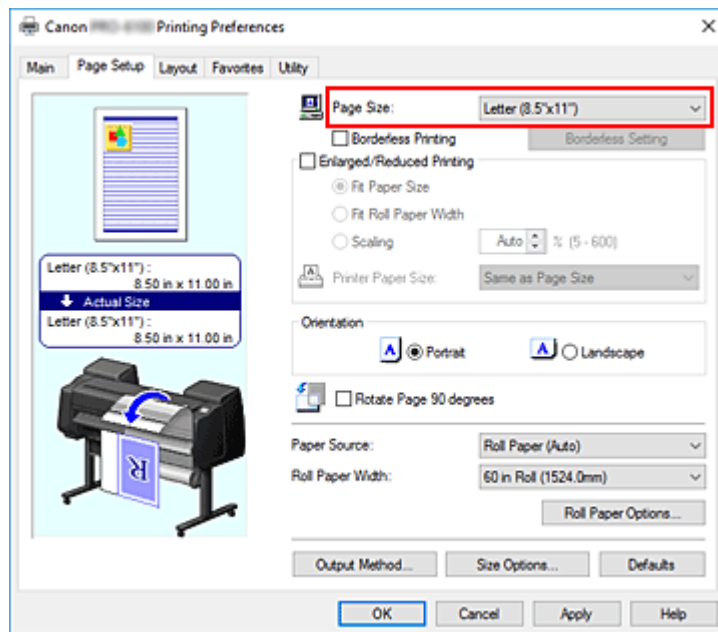 Canon Printing Preferences
Main Page Setup Layout Favorites Utility
Page Size: Letter (8.5"x11")
Borderless Printing Borderless Setting
Enlarged/Reduced Printing
Fit Paper Size
Fit Roll Paper Width
Scaling Auto % (5 - 600)
Printer Paper Size: Same as Page Size
Letter (8.5"x11") :
8.50 in x 11.00 in
Actual Size
Letter (8.5"x11") :
8.50 in x 11.00 in
Orientation
A Portrait A Landscape
Rotate Page 90 degrees
Paper Source: Roll Paper (Auto)
Roll Paper Width: 60 in Roll (1524.0mm)
R
Roll Paper Options...
Output Method... Size Options... Defaults
OK Cancel Apply Help